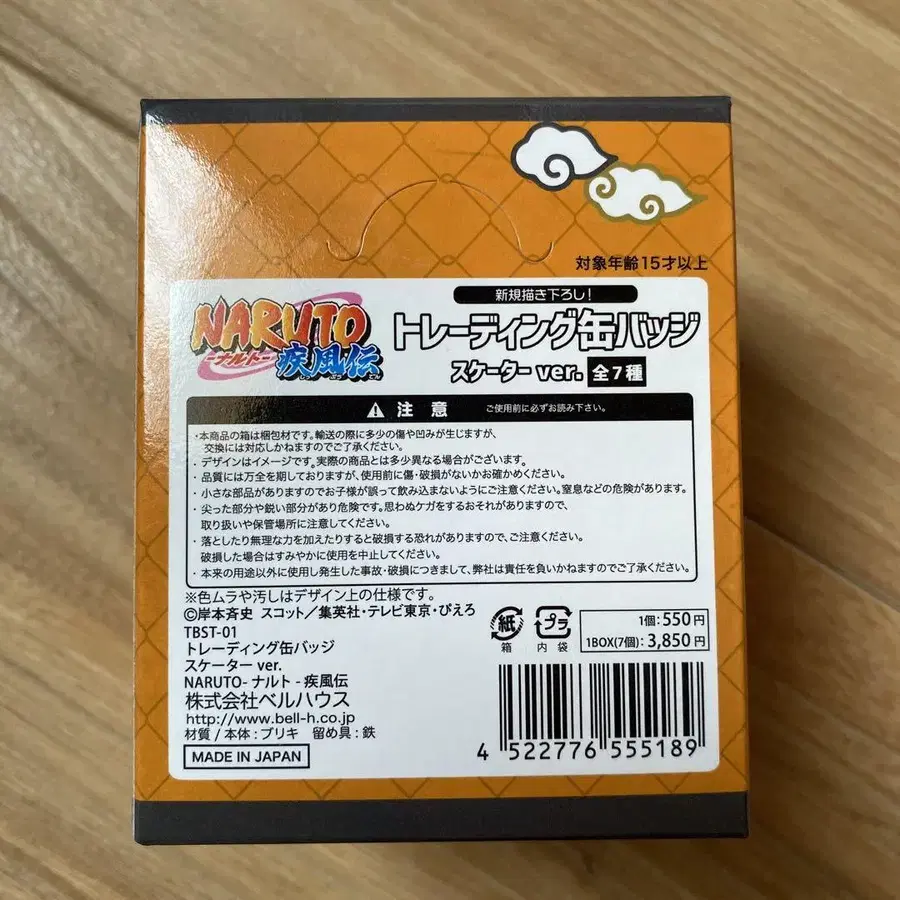 対象年齢15才以上
新規描き下ろし!
NARUTO
ーナルトー
疾風伝
しっ ぷう でん
トレーディング缶バッジ
スケーター ver. 全7種
注意 ご使用前に必ずお読み下さい。
・本商品の箱は梱包材です。輸送の際に多少の傷や凹みが生じますが、
交換には対応しかねますのでご了承ください。
・デザインはイメージです。実際の商品とは多少異なる場合がございます。
・品質には万全を期しておりますが、使用前に傷・破損がないかお確かめください。
・小さな部品がありますのでお子様が誤って飲み込まないようにご注意ください。窒息などの危険があります。
・尖った部分や鋭い部分があり危険です。思わぬケガをするおそれがありますので、
取り扱いや保管場所に注意してください。
・落としたり無理な力を加えたりすると破損する恐れがありますので、ご注意ください。
破損した場合はすみやかに使用を中止してください。
・本来の用途以外に使用し発生した事故・破損につきまして、弊社は責任を負いかねますのでご了承ください。
※色ムラや汚しはデザイン上の仕様です。
©岸本斉史 スコット/集英社・テレビ東京・ぴえろ
TBST-01
トレーディング缶バッジ
スケーター ver.
NARUTO- ナルト - 疾風伝
株式会社ベルハウス
http://www.bell-h.co.jp
材質 / 本体:ブリキ 留め具:鉄
MADE IN JAPAN
紙
箱
プラ
内袋
1個:550円
1BOX(7個):3,850円
4 522776 555189